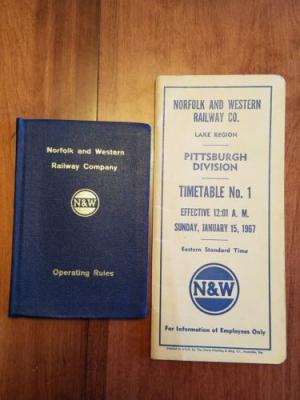 Norfolk and Western
Railway Company
N&W
Operating Rules
NORFOLK AND WESTERN
RAILWAY CO.
LAKE REGION
PITTSBURGH
DIVISION
TIMETABLE No. 1
EFFECTIVE 12:01 A. M.
SUNDAY, JANUARY 15, 1967
Eastern Standard Time
N&W
For Information of Employees Only